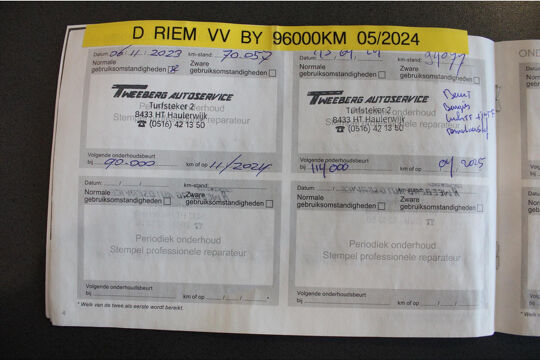 D RIEM VV BY 96000KM 05/2024
Datum: 06 11 2023 km-stand: 70.057
Normale gebruiksomstandigheden
Zware gebruiksomstandigheden
TWEEBERG AUTOSERVICE
Turfsteker 2
8433 HT Haulerwijk
☎ (0516) 42 13 50
Volgende onderhoudsbeurt
bij 90.000 km of op 11/2024
Normale gebruiksomstandigheden
Zware gebruiksomstandigheden
TWEEBERG AUTOSERVICE
Turfsteker 2
8433 HT Haulerwijk
☎ (0516) 42 13 50
Volgende onderhoudsbeurt
bij 114000 km of op 04/2025
Datum: / / km-stand:
Normale gebruiksomstandigheden
Zware gebruiksomstandigheden
Periodiek onderhoud
Stempel professionele reparateur
Volgende onderhoudsbeurt
bij km of op / /
Datum: / / km-stand:
Normale gebruiksomstandigheden
Zware gebruiksomstandigheden
Periodiek onderhoud
Stempel professionele reparateur
Volgende onderhoudsbeurt
bij km of op / /
* Welk van de twee als eerste wordt bereikt.